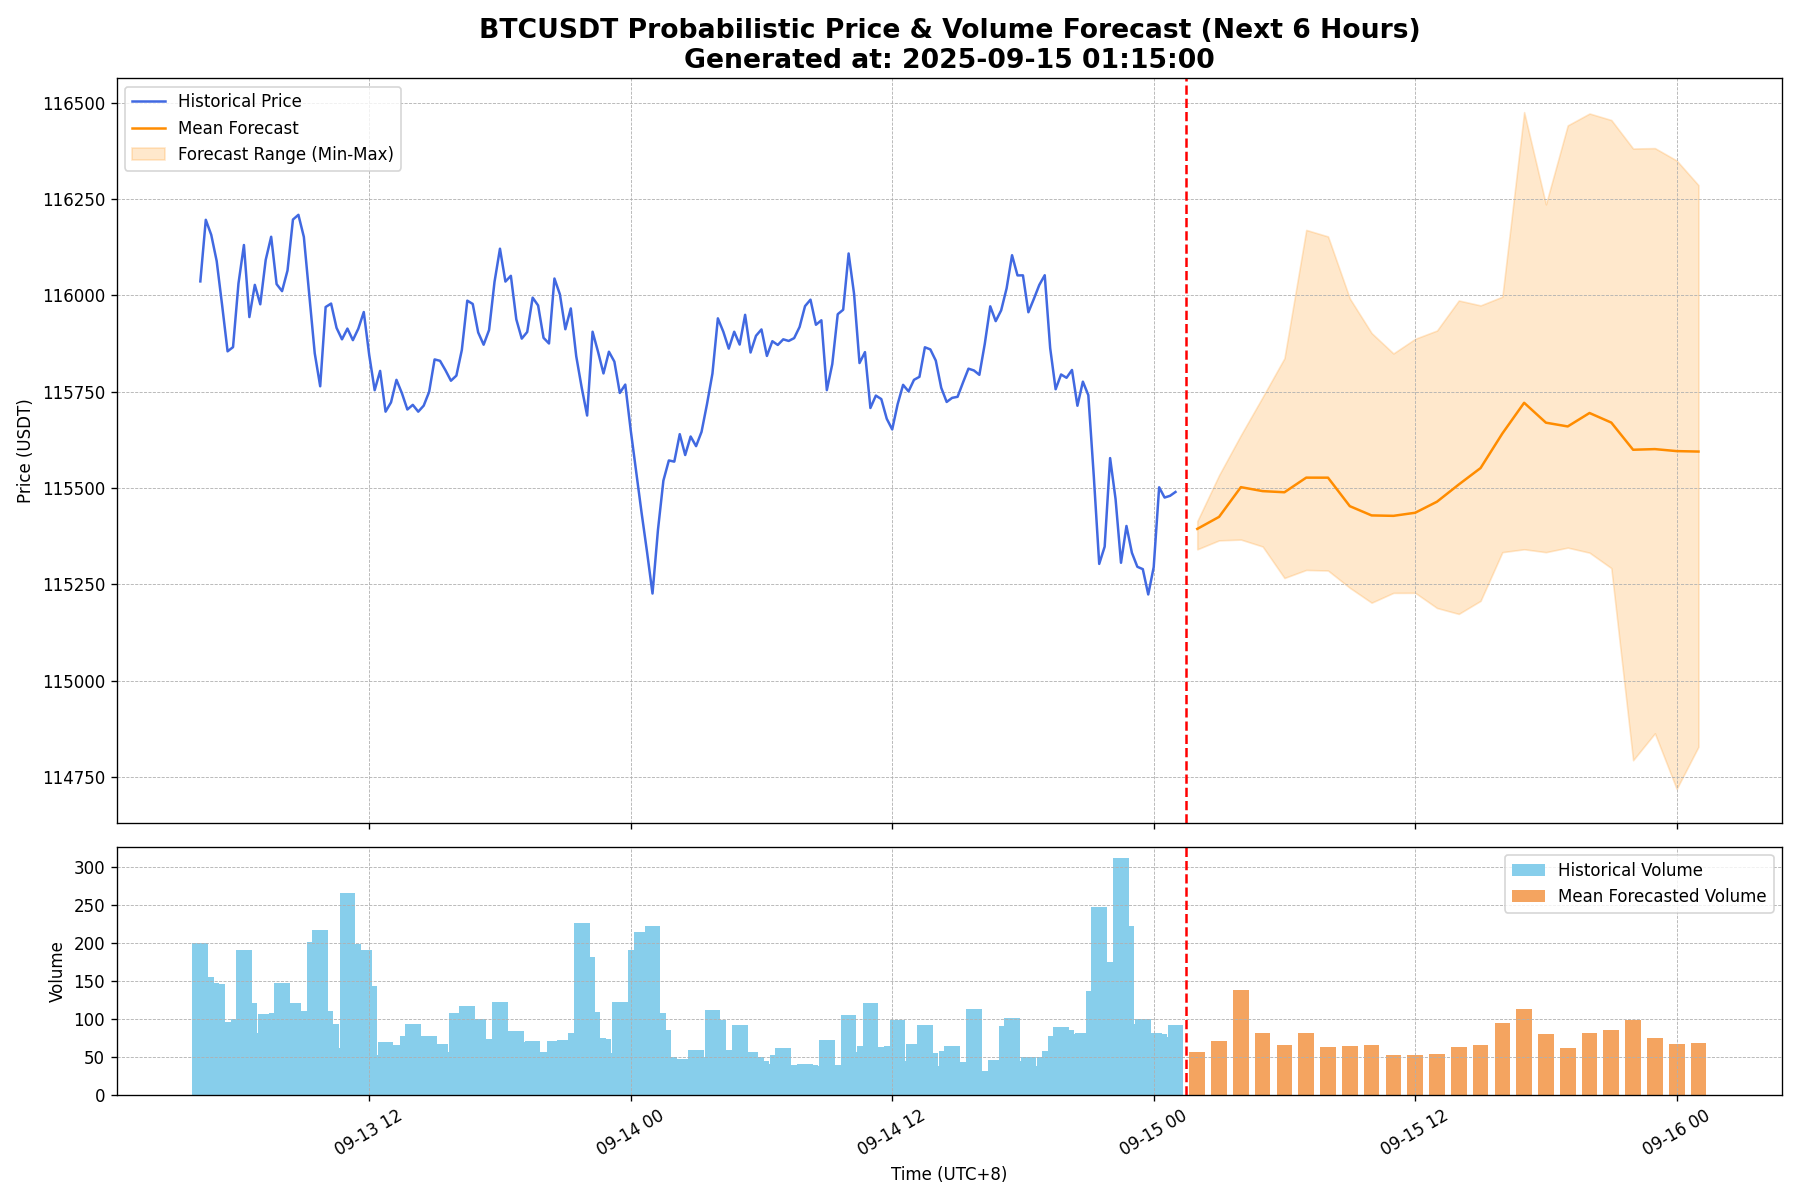 BTCUSDT Probabilistic Price & Volume Forecast (Next 6 Hours)
Generated at: 2025-09-15 01:15:00
Historical Price
Mean Forecast
Forecast Range (Min-Max)
116500
116250
116000
115750
115500
115250
115000
114750
Price (USDT)
Historical Volume
Mean Forecasted Volume
300
250
200
150
100
50
0
Volume
09-13 12
09-14 00
09-14 12
09-15 00
09-15 12
09-16 00
Time (UTC+8)